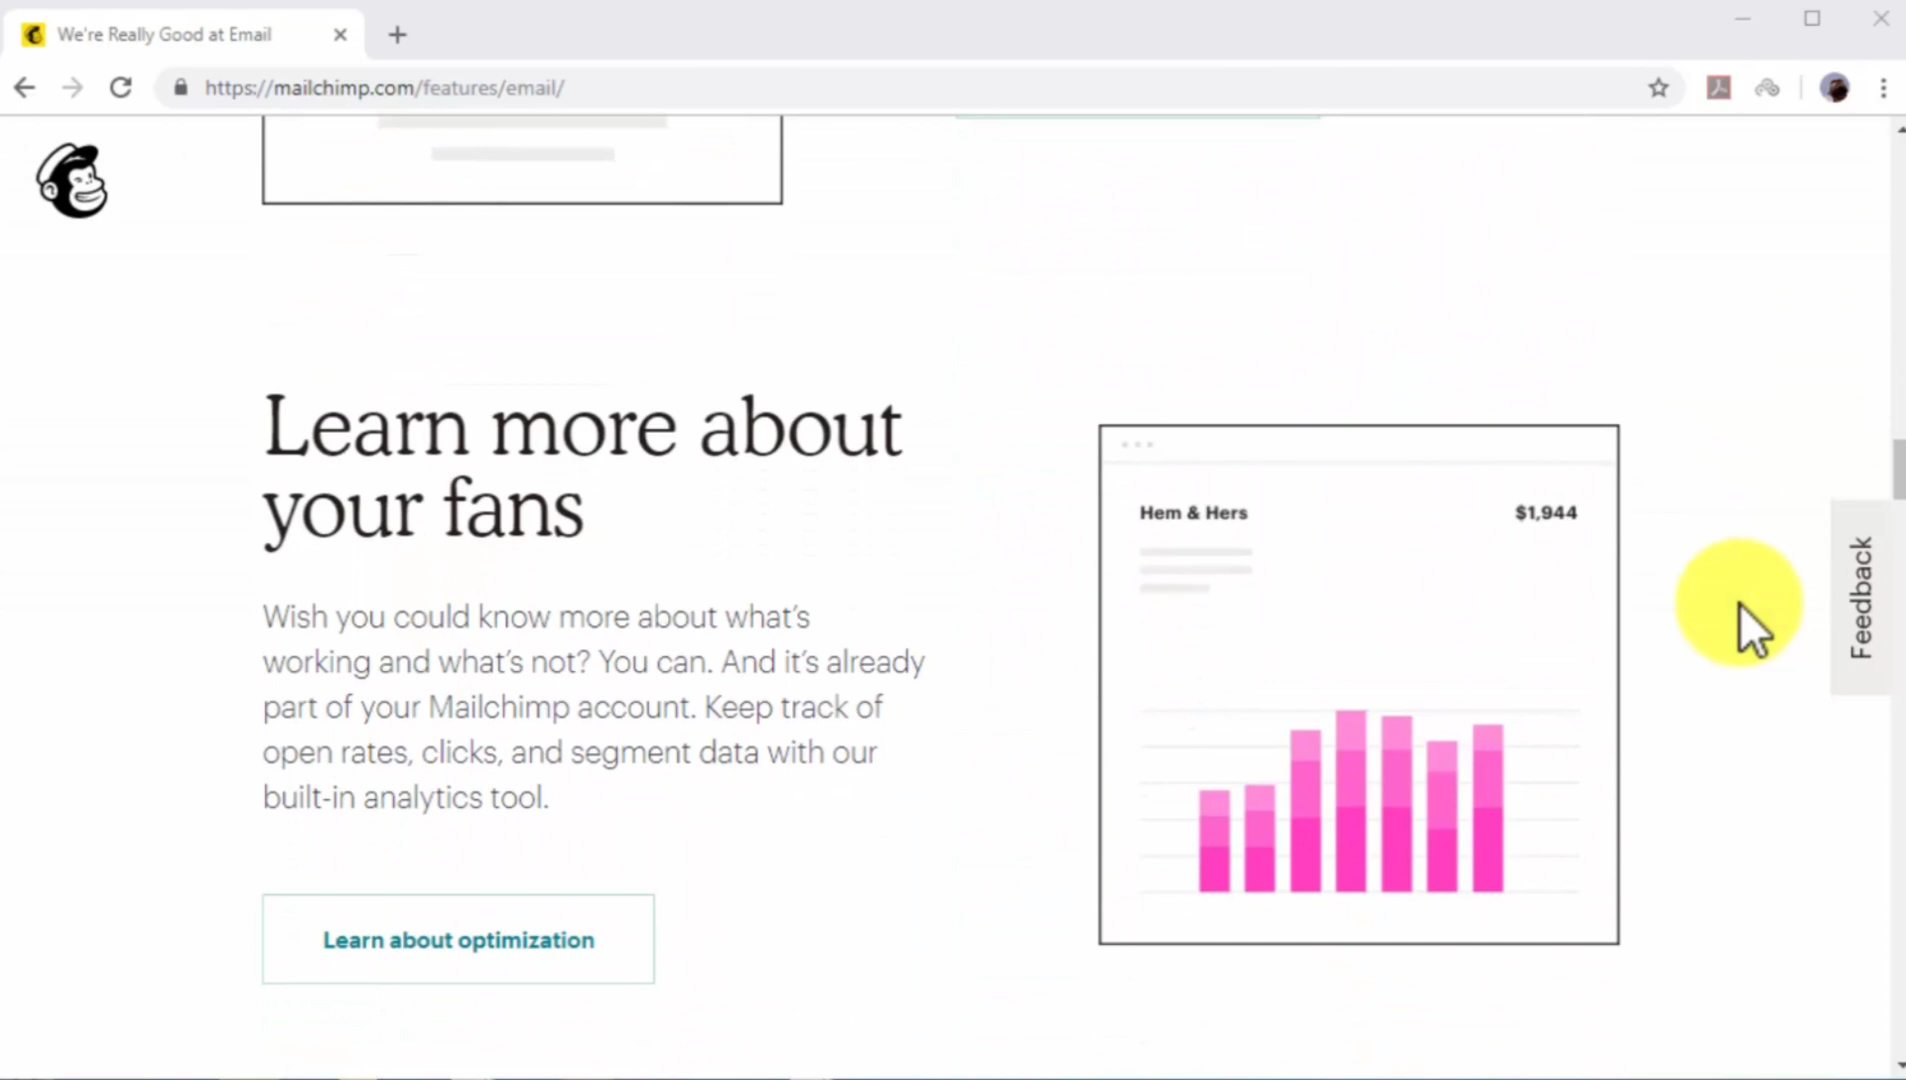 We're Really Good at Email
https://mailchimp.com/features/email/
Learn more about
your fans
Wish you could know more about what's
working and what's not? You can. And it's already
part of your Mailchimp account. Keep track of
open rates, clicks, and segment data with our
built-in analytics tool.
Learn about optimization
Hem & Hers $1,944
Feedback